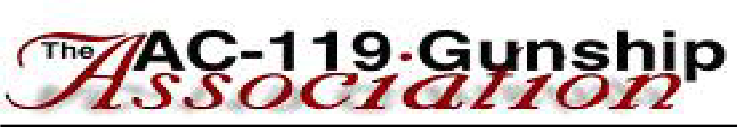 The AC-119 Gunship
Association